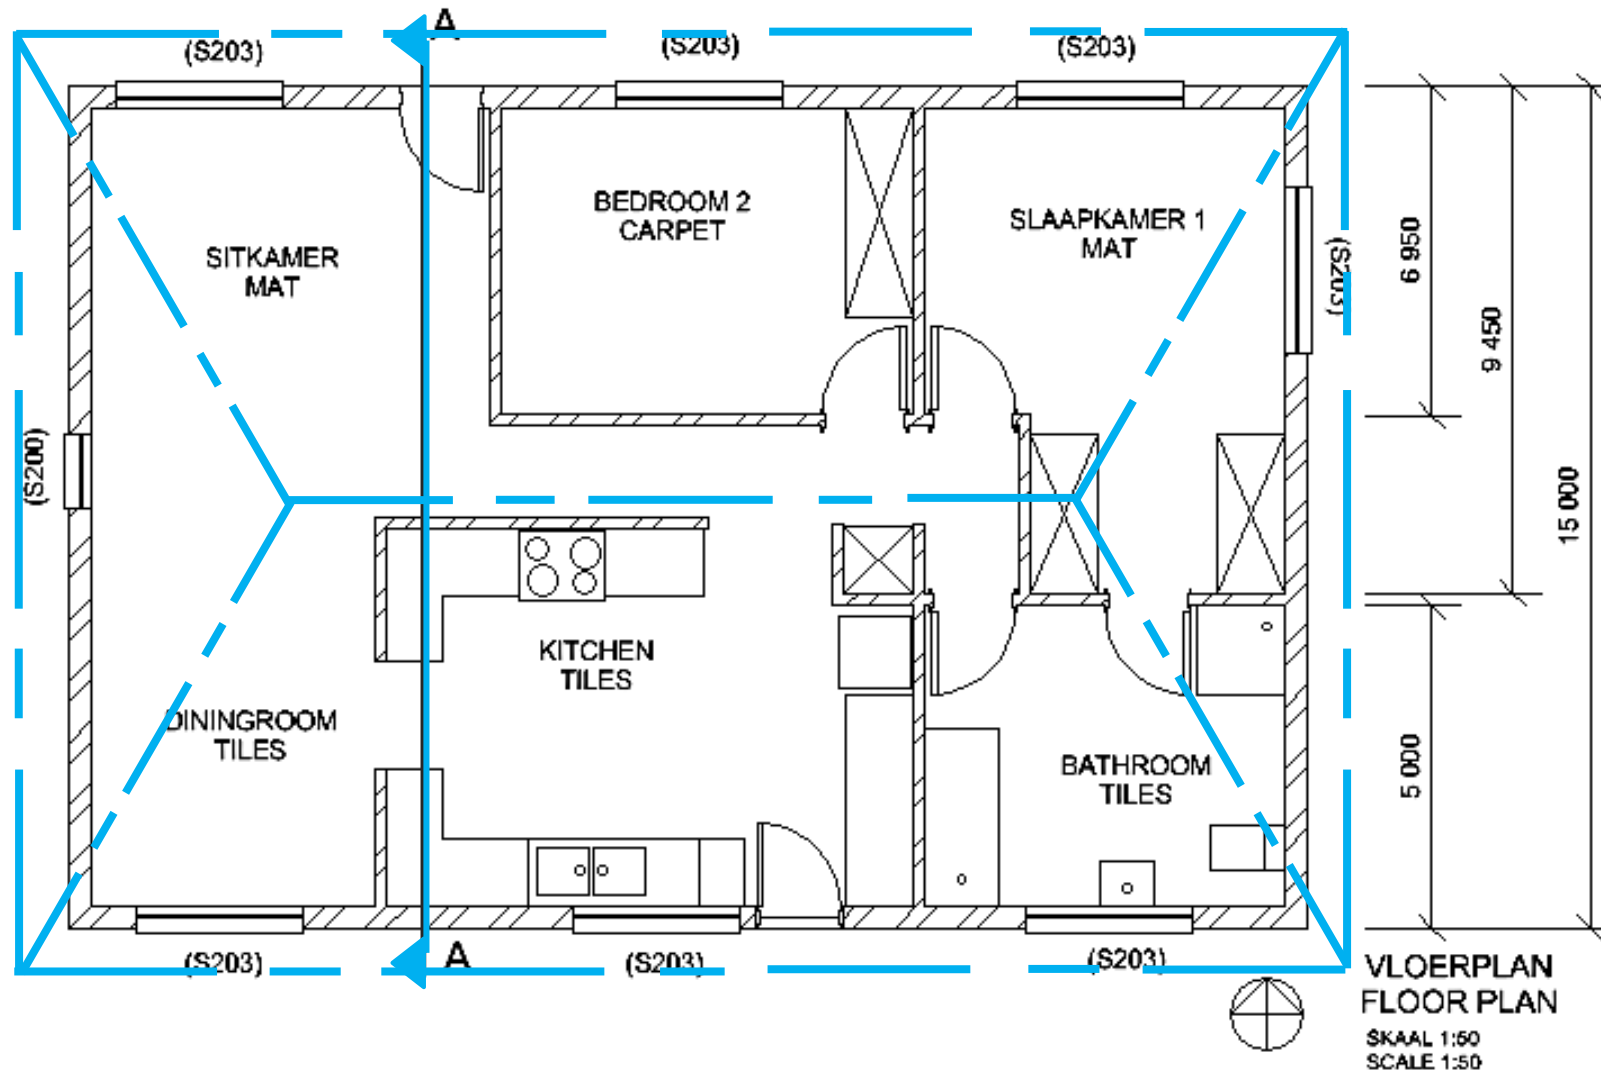 A
(S203)
(S203)
(S203)
BEDROOM 2
CARPET
SLAAPKAMER 1
MAT
SITKAMER
MAT
(S203)
6 950
9 450
15 000
(S200)
KITCHEN
TILES
DININGROOM
TILES
BATHROOM
TILES
5 000
(S203)
A
(S203)
(S203)
VLOERPLAN
FLOOR PLAN
SKAAL 1:50
SCALE 1:50